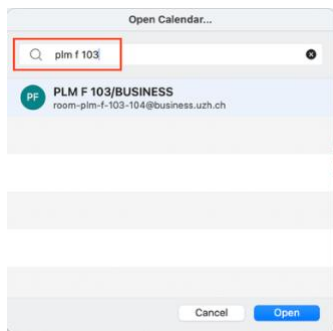 Open Calendar...
plm f 103
PF
PLM F 103/BUSINESS
room-plm-f-103-104@business.uzh.ch
Cancel
Open